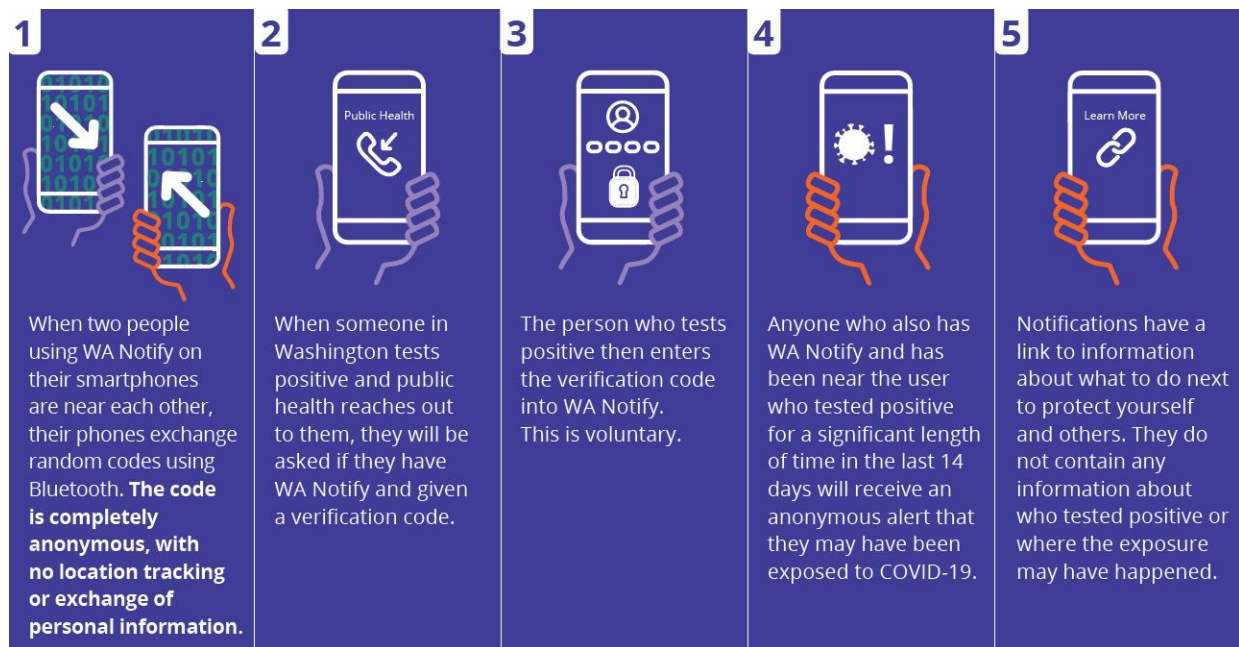 1
When two people
using WA Notify on
their smartphones
are near each other,
their phones exchange
random codes using
Bluetooth. The code
is completely
anonymous, with
no location tracking
or exchange of
personal information.
2
Public Health
When someone in
Washington tests
positive and public
health reaches out
to them, they will be
asked if they have
WA Notify and given
a verification code.
3
The person who tests
positive then enters
the verification code
into WA Notify.
This is voluntary.
4
!
Anyone who also has
WA Notify and has
been near the user
who tested positive
for a significant length
of time in the last 14
days will receive an
anonymous alert that
they may have been
exposed to COVID-19.
5
Learn More
Notifications have a
link to information
about what to do next
to protect yourself
and others. They do
not contain any
information about
who tested positive or
where the exposure
may have happened.